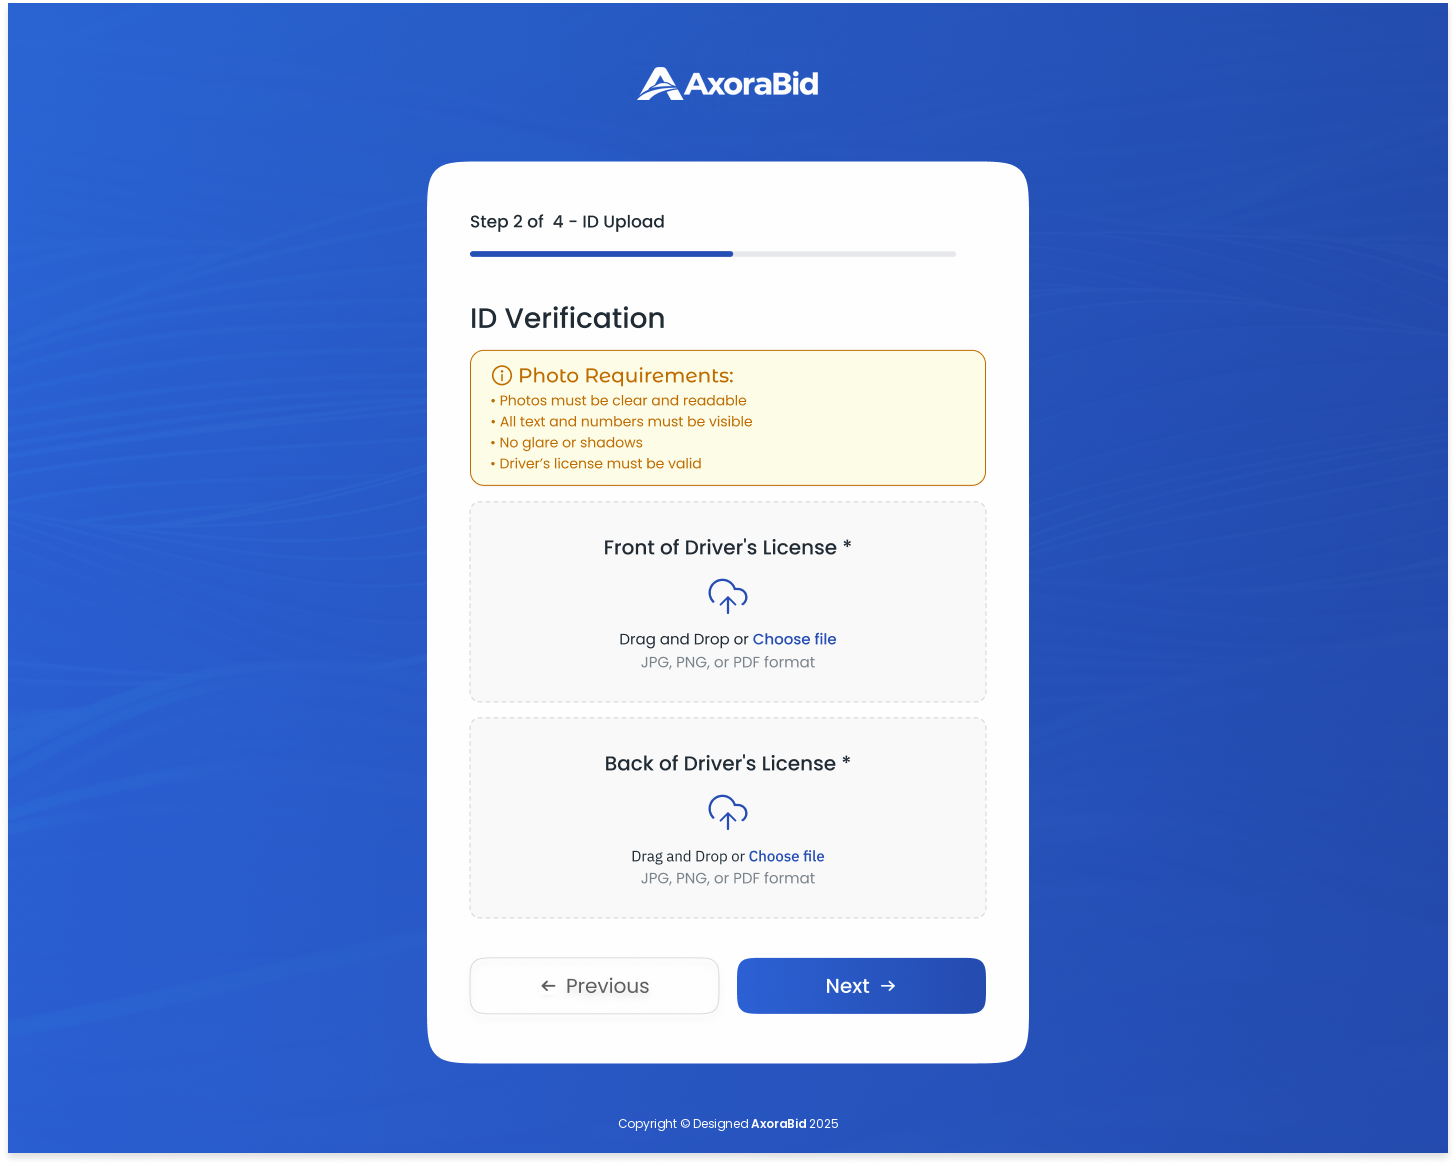 AxoraBid
Step 2 of  4 - ID Upload
ID Verification
Photo Requirements:
• Photos must be clear and readable
• All text and numbers must be visible
• No glare or shadows
• Driver’s license must be valid
Front of Driver's License *
Drag and Drop or Choose file
JPG, PNG, or PDF format
Back of Driver's License *
Drag and Drop or Choose file
JPG, PNG, or PDF format
← Previous
Next →
Copyright © Designed AxoraBid 2025